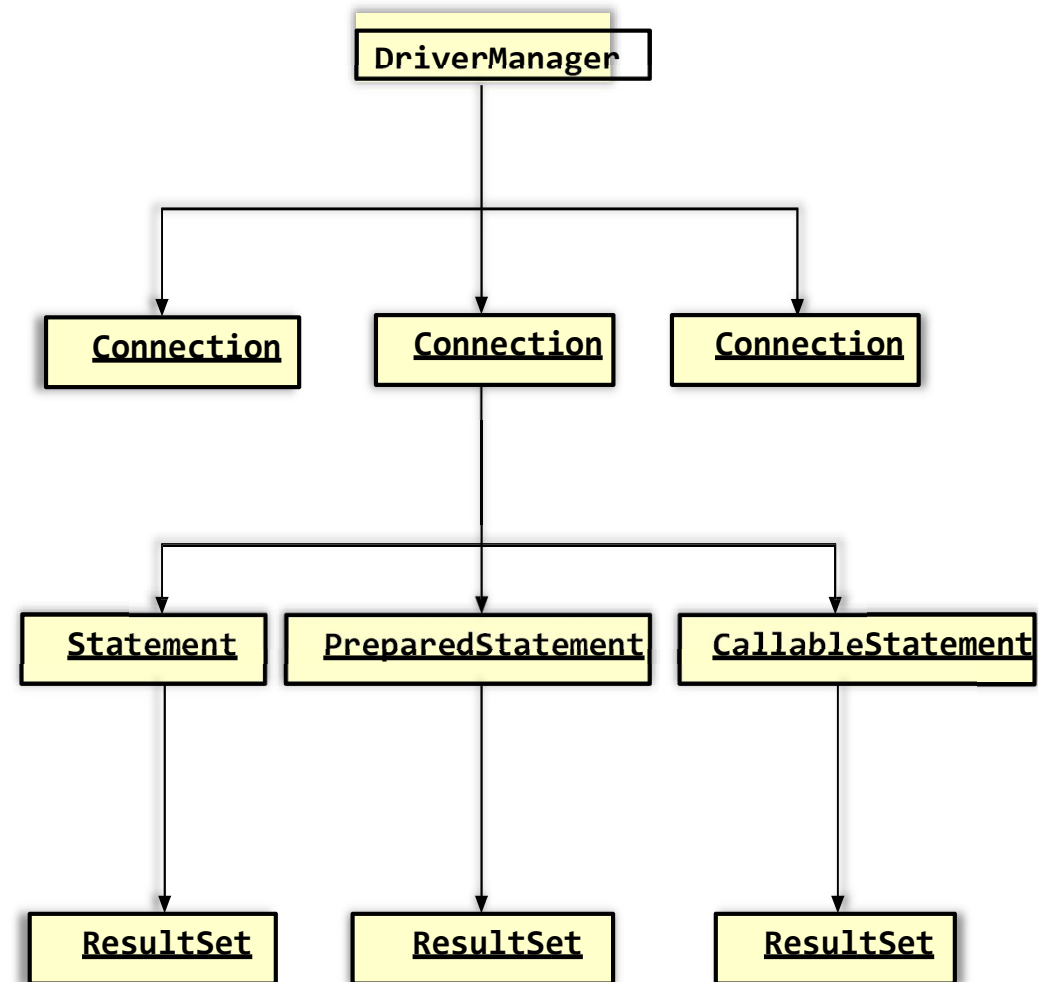 DriverManager
Connection
Connection
Connection
Statement
PreparedStatement
CallableStatement
ResultSet
ResultSet
ResultSet